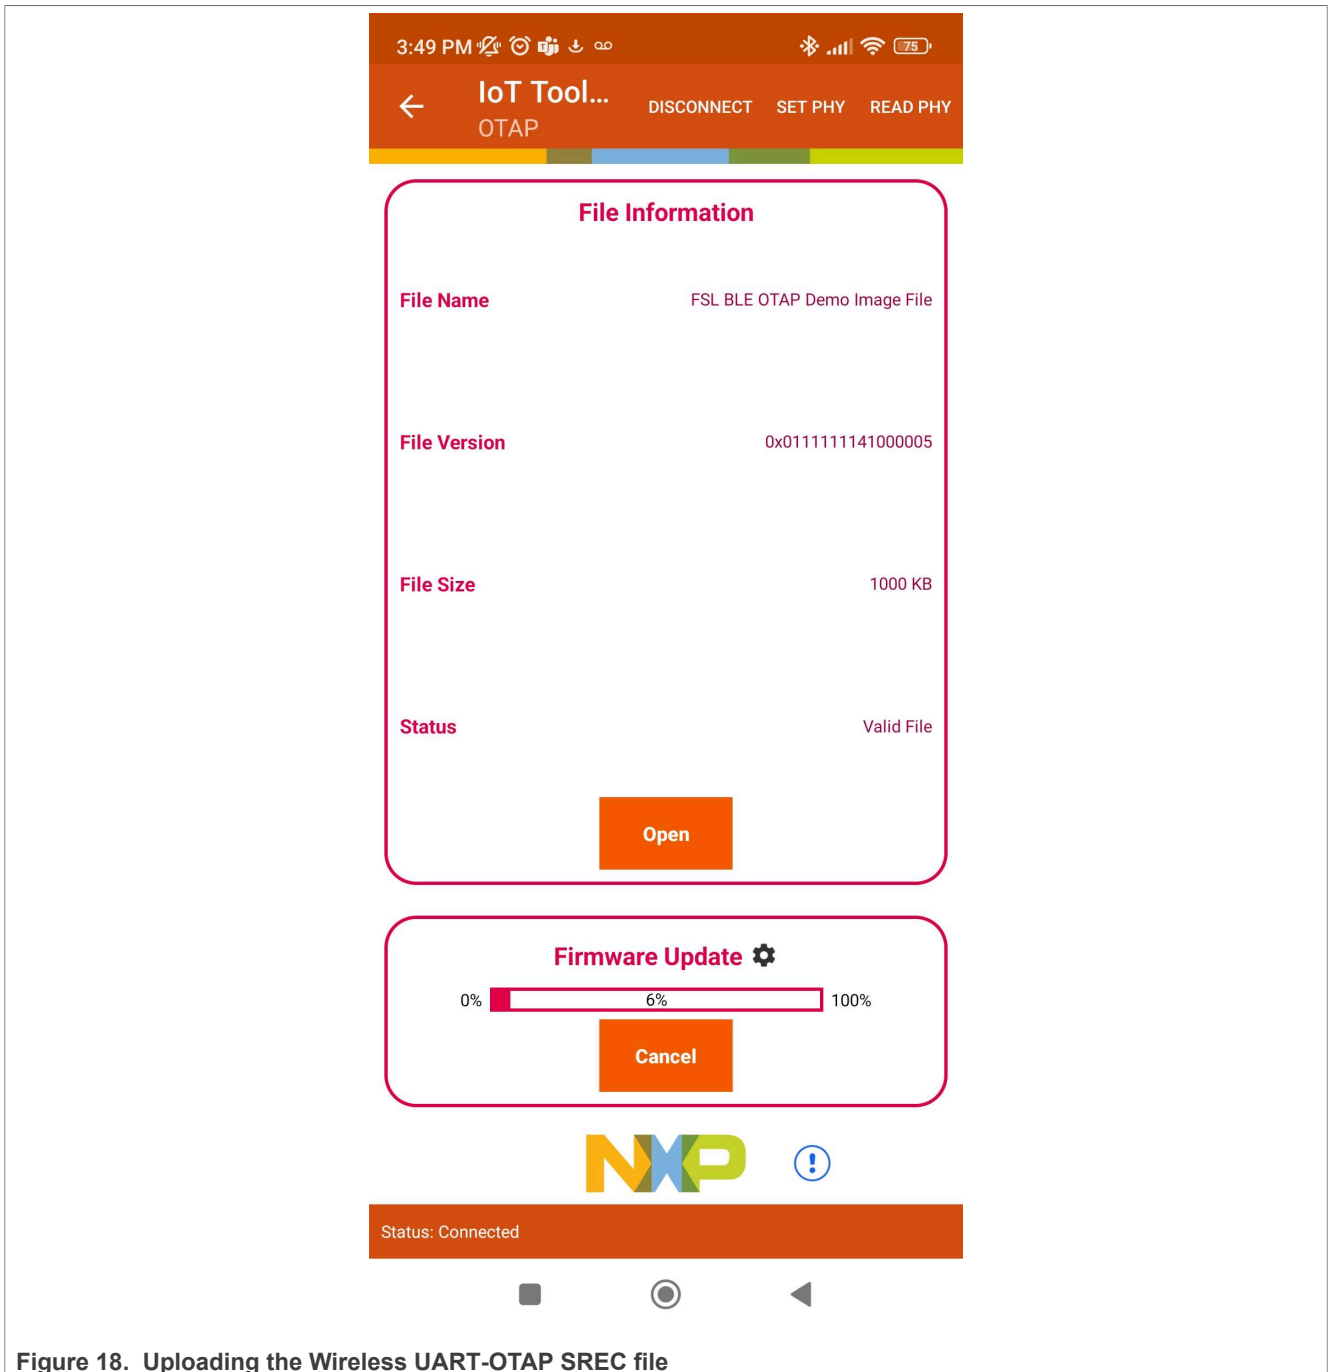 3:49 PM 75
IoT Tool... DISCONNECT SET PHY READ PHY
OTAP
File Information
File Name FSL BLE OTAP Demo Image File
File Version 0x0111111141000005
File Size 1000 KB
Status Valid File
Open
Firmware Update
0% 6% 100%
Cancel
NXP
Status: Connected
Figure 18. Uploading the Wireless UART-OTAP SREC file